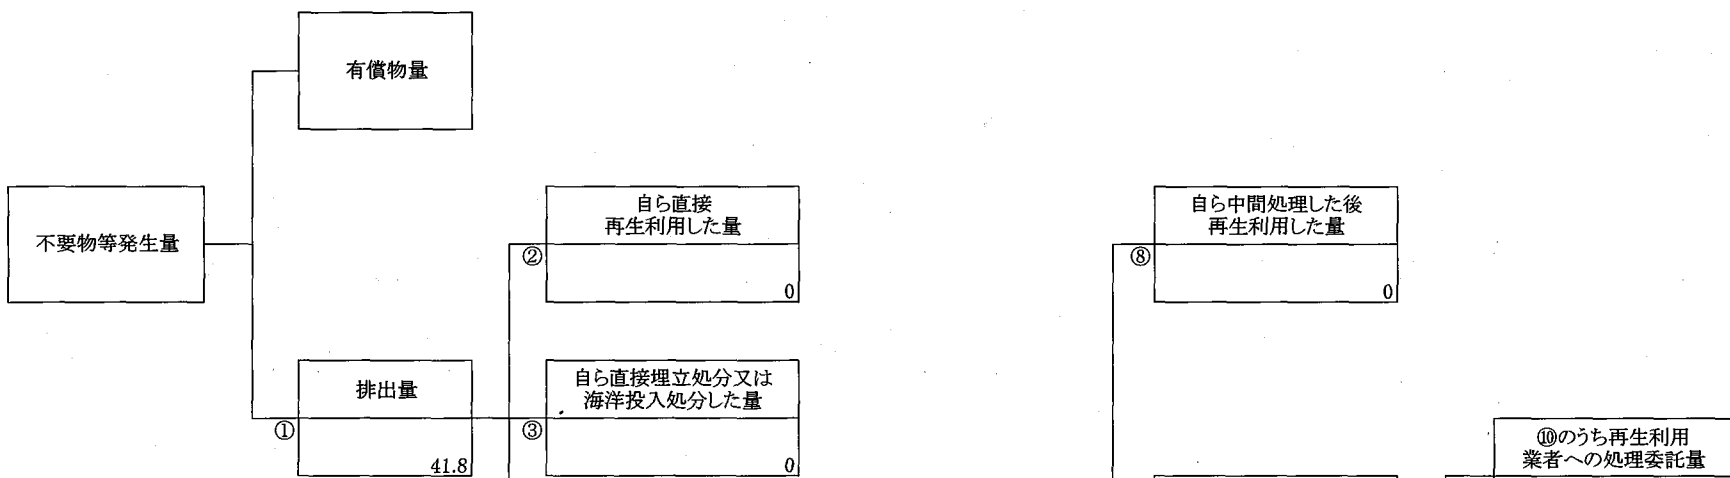 有償物量
不要物等発生量
自ら直接
再生利用した量
②
0
自ら中間処理した後
再生利用した量
⑧
0
排出量
①
41.8
自ら直接埋立処分又は
海洋投入処分した量
③
0
⑩のうち再生利用
業者への処理委託量